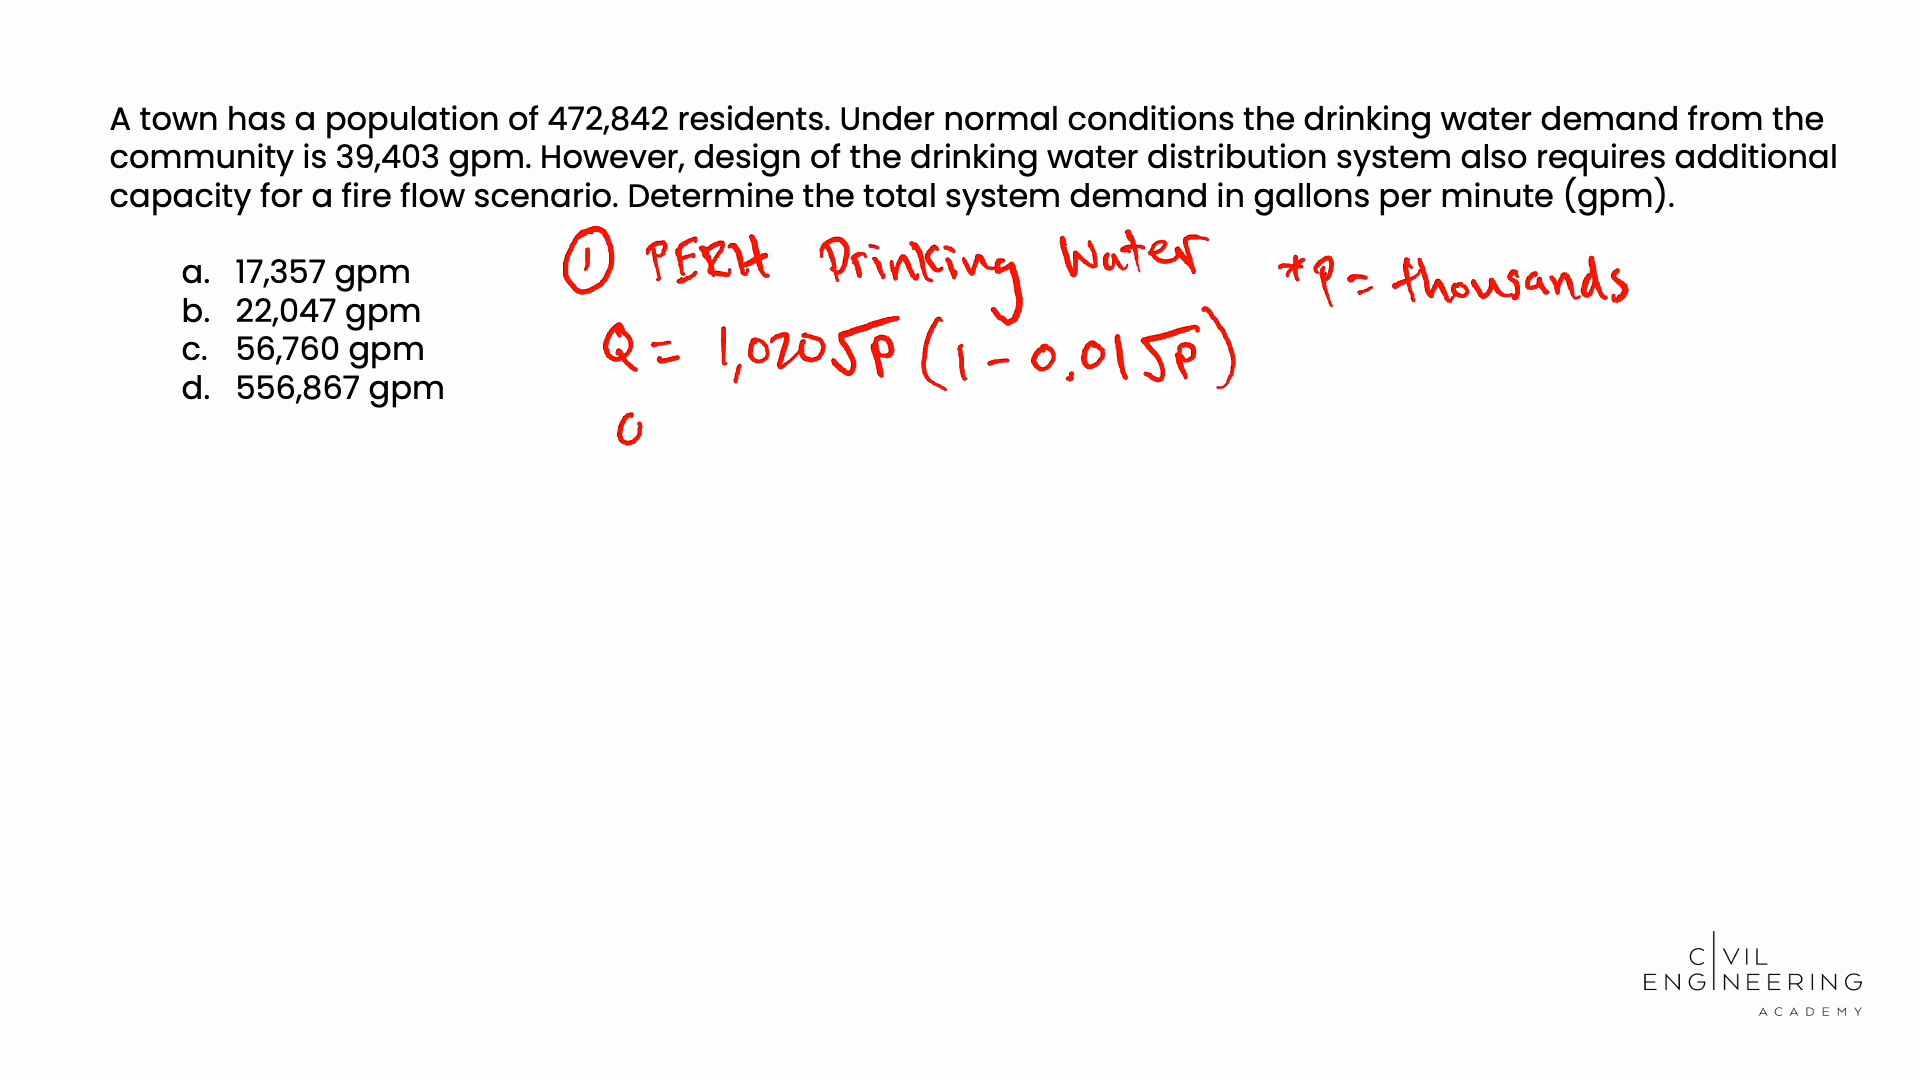 A town has a population of 472,842 residents. Under normal conditions the drinking water demand from the
community is 39,403 gpm. However, design of the drinking water distribution system also requires additional
capacity for a fire flow scenario. Determine the total system demand in gallons per minute (gpm).
a. 17,357 gpm
b. 22,047 gpm
c. 56,760 gpm
d. 556,867 gpm
① PERH Drinking Water *P = thousands
Q = 1,020√P (1 - 0.01√P)
0
CIVIL
ENGINEERING
ACADEMY